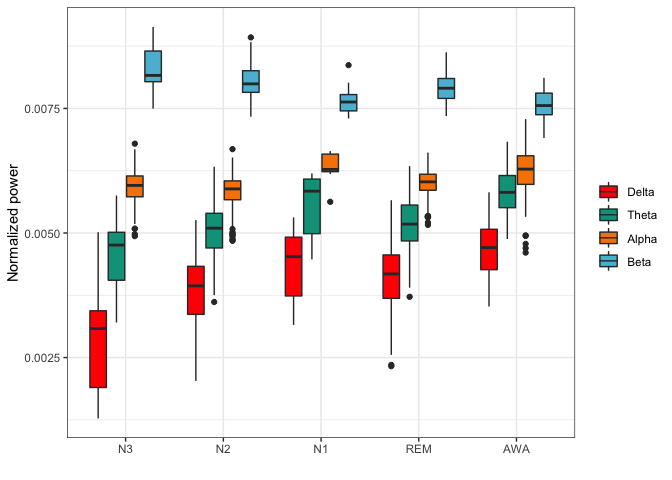 Normalized power
0.0075
0.0050
0.0025
N3 N2 N1 REM AWA
Delta
Theta
Alpha
Beta